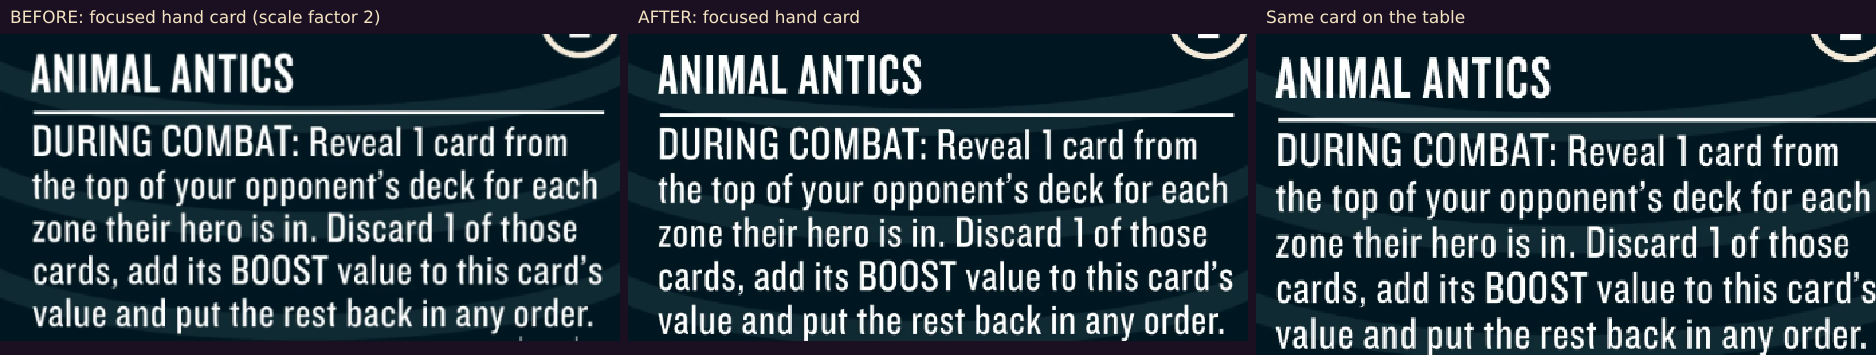 BEFORE: focused hand card (scale factor 2)
ANIMAL ANTICS
DURING COMBAT: Reveal 1 card from
the top of your opponent's deck for each
zone their hero is in. Discard 1 of those
cards, add its BOOST value to this card's
value and put the rest back in any order.
AFTER: focused hand card
ANIMAL ANTICS
DURING COMBAT: Reveal 1 card from
the top of your opponent's deck for each
zone their hero is in. Discard 1 of those
cards, add its BOOST value to this card's
value and put the rest back in any order.
Same card on the table
ANIMAL ANTICS
DURING COMBAT: Reveal 1 card from
the top of your opponent's deck for each
zone their hero is in. Discard 1 of those
cards, add its BOOST value to this card's
value and put the rest back in any order.